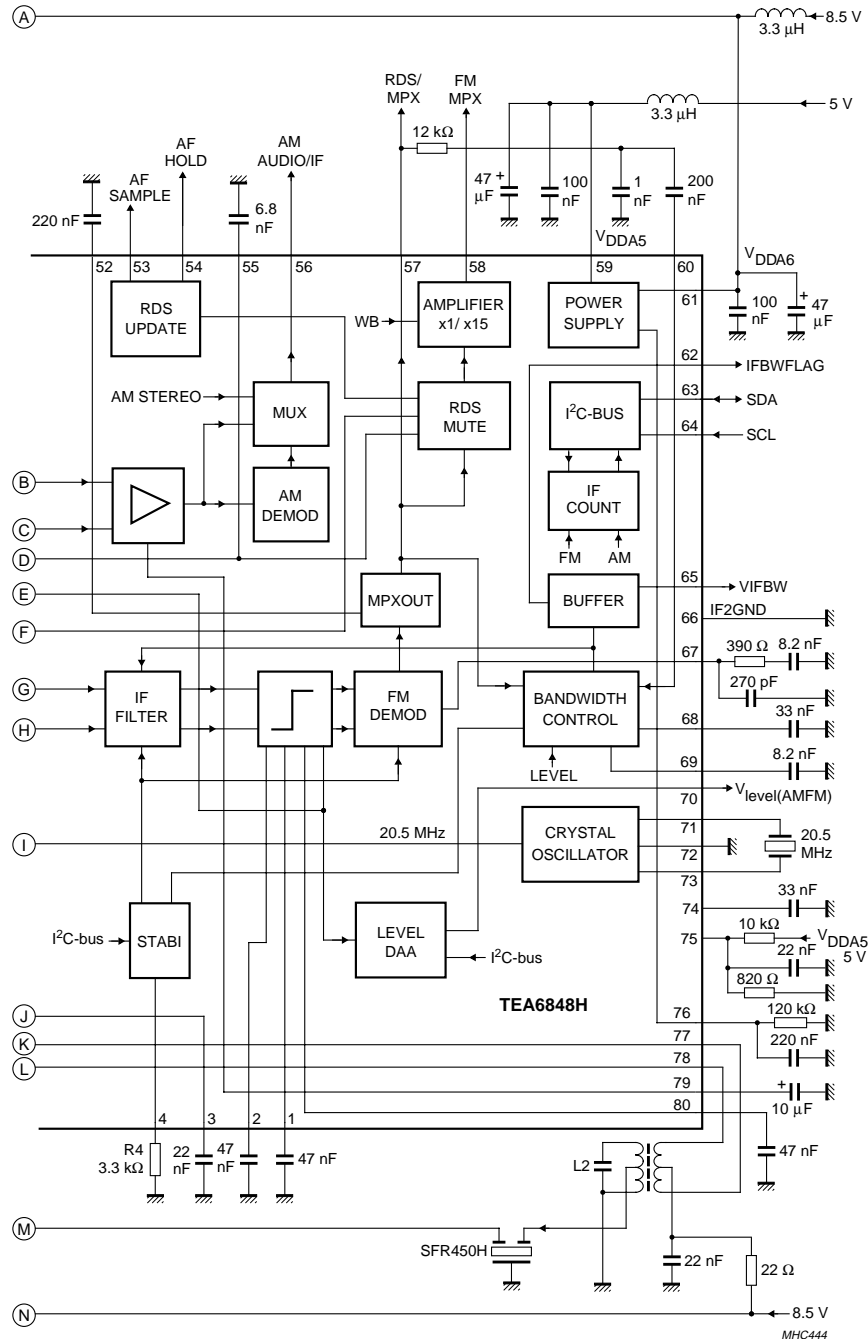 A
8.5 V
3.3 μH
RDS/
MPX
FM
MPX
3.3 μH
5 V
12 kΩ
AF
HOLD
AM
AUDIO/IF
AF
SAMPLE
47
μF
+
100
nF
1
nF
200
nF
220 nF
6.8
nF
VDDA5
VDDA6
52
53
54
55
56
57
58
59
60
61
100
nF
+
47
μF
RDS
UPDATE
WB
AMPLIFIER
x1/ x15
POWER
SUPPLY
62
IFBWFLAG
AM STEREO
MUX
RDS
MUTE
I2C-BUS
63
SDA
64
SCL
B
C
AM
DEMOD
IF
COUNT
D
FM
AM
E
MPXOUT
BUFFER
65
VIFBW
F
66
IF2GND
67
390 Ω
8.2 nF
G
IF
FILTER
FM
DEMOD
BANDWIDTH
CONTROL
270 pF
H
68
33 nF
LEVEL
69
8.2 nF
70
Vlevel(AMFM)
I
20.5 MHz
CRYSTAL
OSCILLATOR
71
72
73
20.5
MHz
74
33 nF
I2C-bus
STABI
LEVEL
DAA
I2C-bus
75
10 kΩ
VDDA5
5 V
22 nF
820 Ω
TEA6848H
J
76
120 kΩ
K
77
220 nF
L
78
79
+
10 μF
80
4
3
2
1
R4
3.3 kΩ
22
nF
47
nF
47 nF
L2
47 nF
M
SFR450H
22 nF
22 Ω
N
8.5 V
MHC444